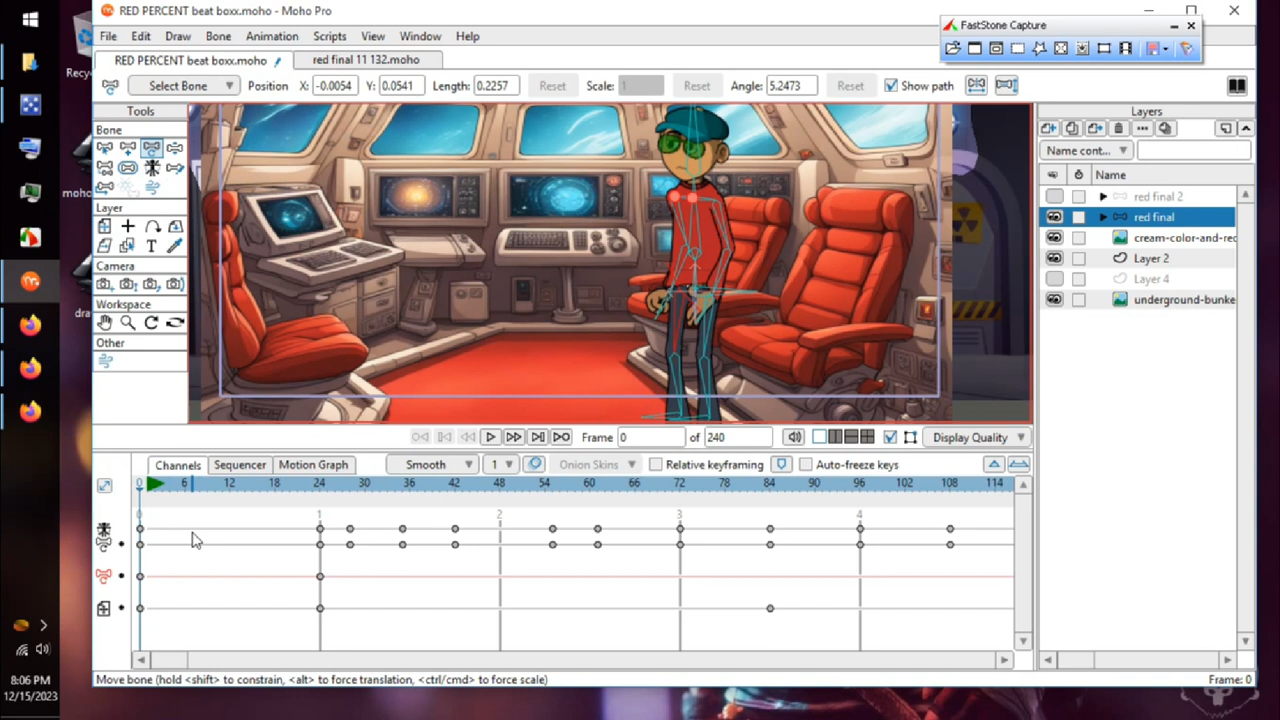 RED PERCENT beat boxx.moho - Moho Pro
File Edit Draw Bone Animation Scripts View Window Help
FastStone Capture
RED PERCENT beat boxx.moho red final 11 132.moho
Select Bone Position X: -0.0054 Y: 0.0541 Length: 0.2257 Reset Scale: 1 Reset Angle: 5.2473 Reset Show path
Tools
Bone
Layer
Camera
Workspace
Other
Layers
Name cont...
Name
red final 2
red final
cream-color-and-red
Layer 2
Layer 4
underground-bunke
Recy
moho
dra
Frame 0 of 240 Display Quality
Channels Sequencer Motion Graph Smooth 1 Onion Skins Relative keyframing Auto-freeze keys
0 6 12 18 24 30 36 42 48 54 60 66 72 78 84 90 96 102 108 114
0 1 2 3 4
Move bone (hold <shift> to constrain, <alt> to force translation, <ctrl/cmd> to force scale) Frame: 0
8:06 PM
12/15/2023